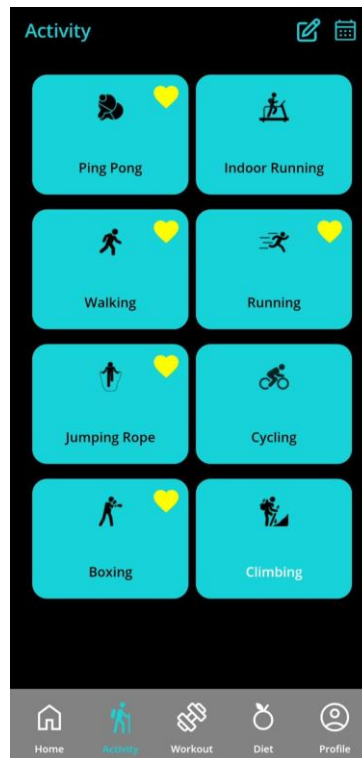 Activity
Ping Pong
Indoor Running
Walking
Running
Jumping Rope
Cycling
Boxing
Climbing
Home
Activity
Workout
Diet
Profile